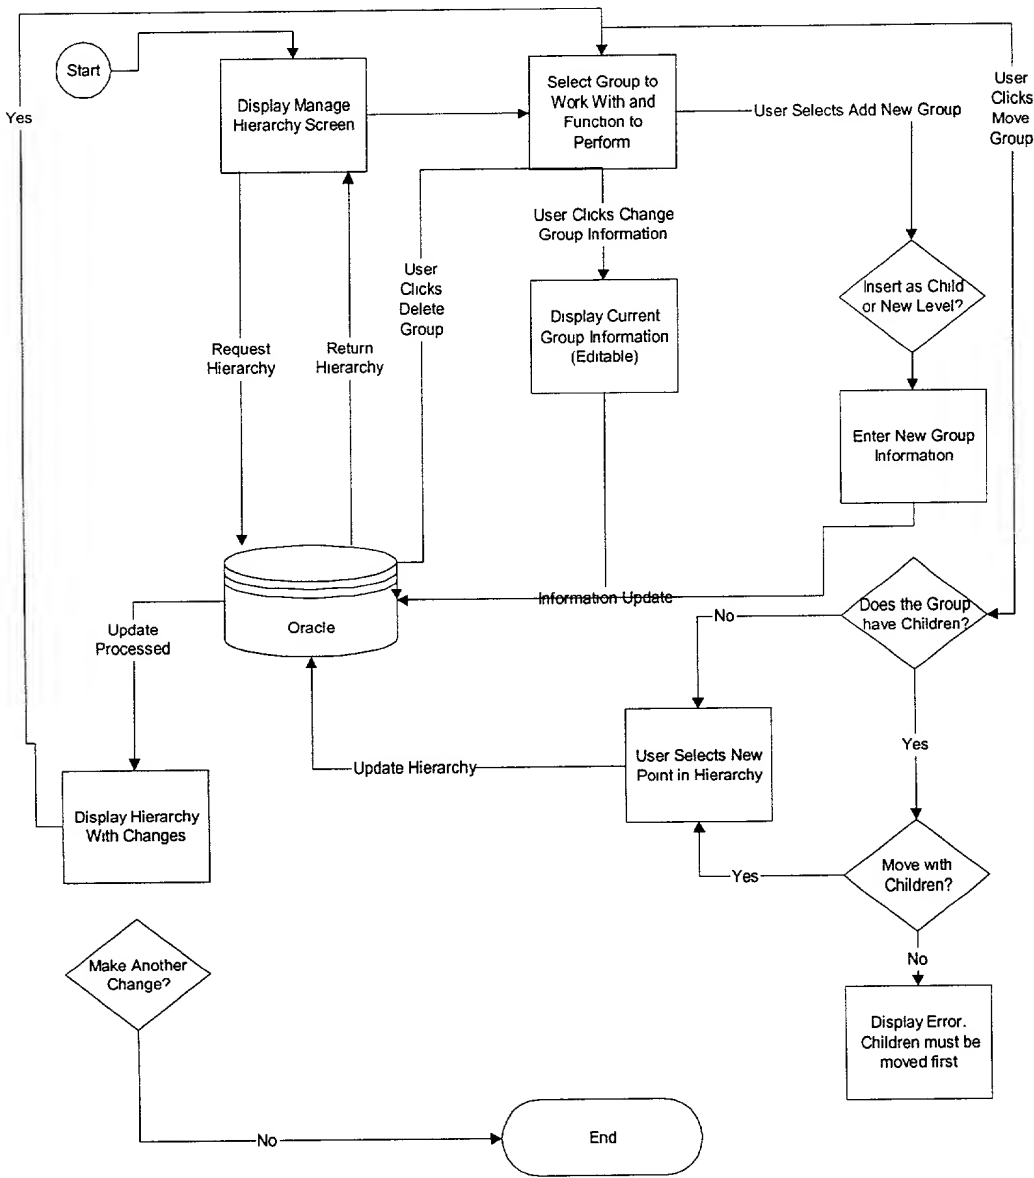 Start
Yes
Display Manage
Hierarchy Screen
Select Group to
Work With and
Function to
Perform
User Selects Add New Group
User
Clicks
Move
Group
User Clicks Change
Group Information
User
Clicks
Delete
Group
Insert as Child
or New Level?
Display Current
Group Information
(Editable)
Request
Hierarchy
Return
Hierarchy
Enter New Group
Information
Information Update
Oracle
Does the Group
have Children?
No
Update
Processed
Yes
User Selects New
Point in Hierarchy
Update Hierarchy
Display Hierarchy
With Changes
Move with
Children?
Yes
No
Make Another
Change?
Display Error.
Children must be
moved first
No
End